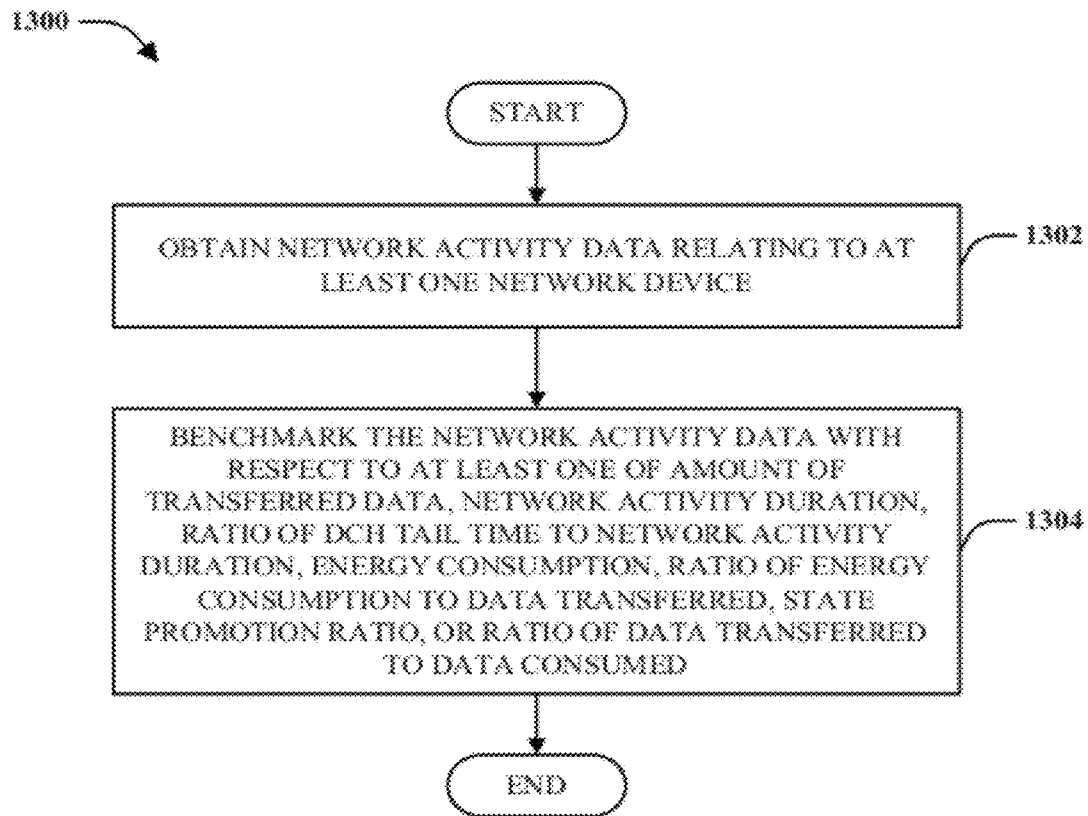 1300
START
OBTAIN NETWORK ACTIVITY DATA RELATING TO AT
LEAST ONE NETWORK DEVICE
1302
BENCHMARK THE NETWORK ACTIVITY DATA WITH
RESPECT TO AT LEAST ONE OF AMOUNT OF
TRANSFERRED DATA, NETWORK ACTIVITY DURATION,
RATIO OF DCH TAIL TIME TO NETWORK ACTIVITY
DURATION, ENERGY CONSUMPTION, RATIO OF ENERGY
CONSUMPTION TO DATA TRANSFERRED, STATE
PROMOTION RATIO, OR RATIO OF DATA TRANSFERRED
TO DATA CONSUMED
1304
END